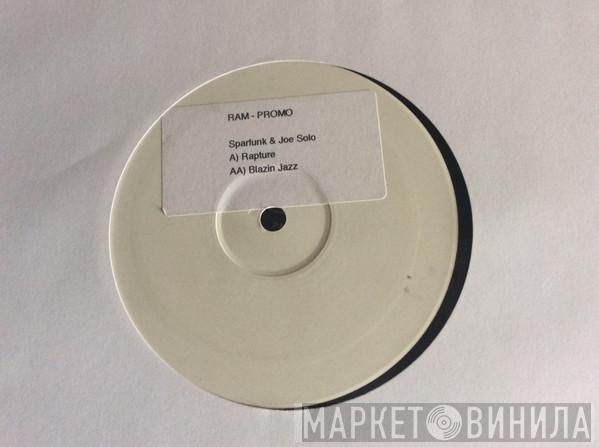 RAM - PROMO
Sparfunk & Joe Solo
A) Rapture
AA) Blazin Jazz
МАРКЕТ ВИНИЛА